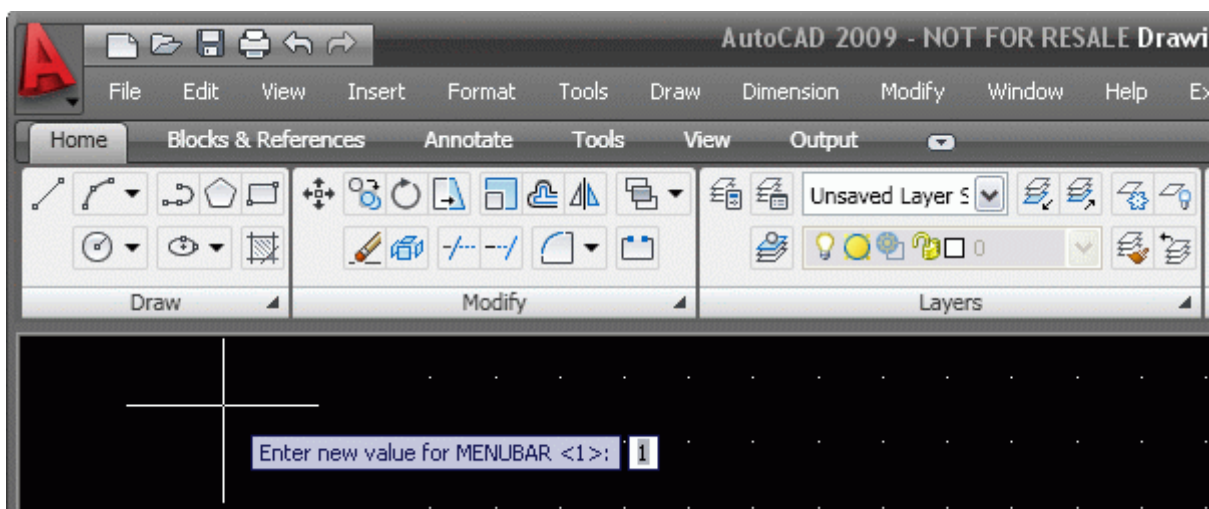 AutoCAD 2009 - NOT FOR RESALE Drawi
File Edit View Insert Format Tools Draw Dimension Modify Window Help Ex
Home Blocks & References Annotate Tools View Output
Unsaved Layer S
0
Draw Modify Layers
Enter new value for MENUBAR <1>: 1